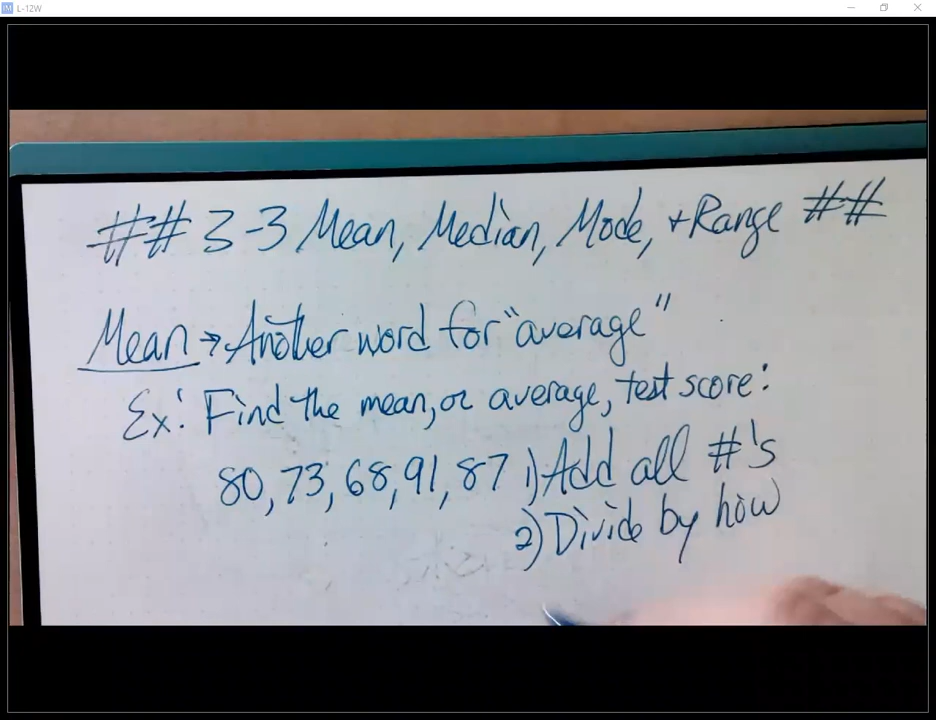 L-12W
## 3-3 Mean, Median, Mode, + Range ##
Mean → Another word for "average"
Ex: Find the mean, or average, test score:
80, 73, 68, 91, 87 1) Add all #'s
2) Divide by how